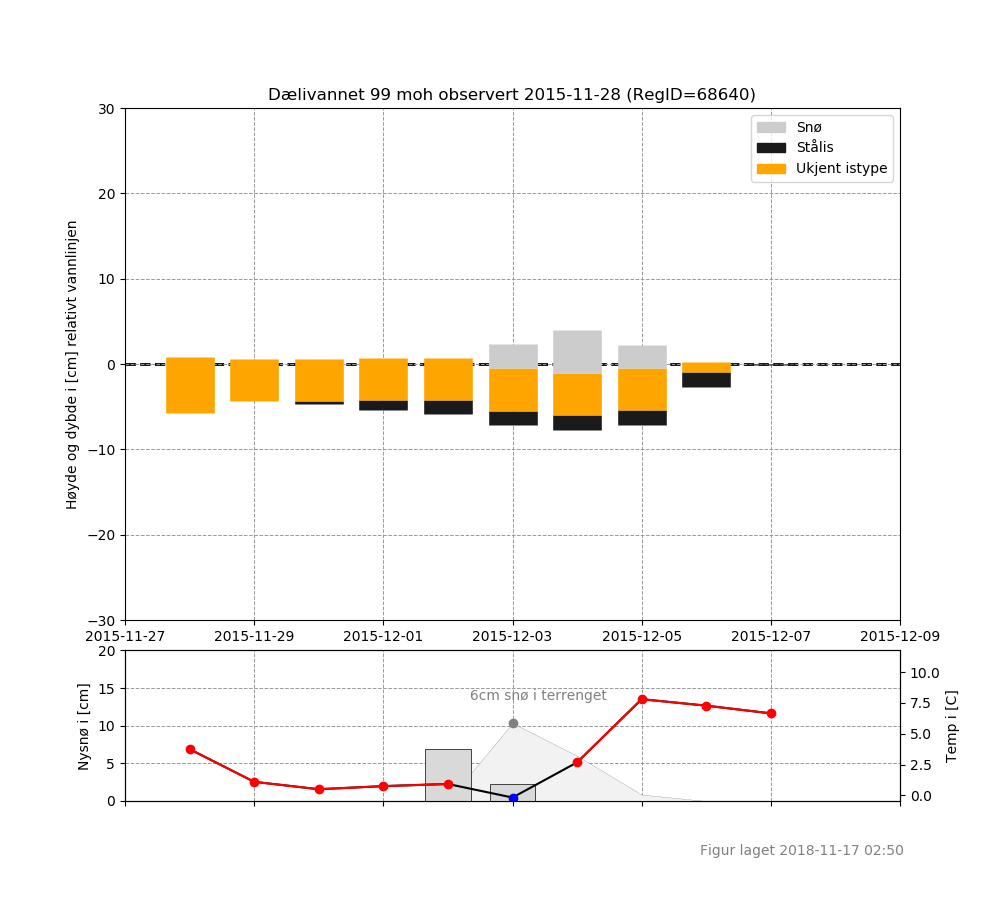 Dælivannet 99 moh observert 2015-11-28 (RegID=68640)
Snø
Stålis
Ukjent istype
Høyde og dybde i [cm] relativt vannlinjen
30
20
10
0
−10
−20
−30
2015-11-27 2015-11-29 2015-12-01 2015-12-03 2015-12-05 2015-12-07 2015-12-09
Nysnø i [cm]
20
15
10
5
0
6cm snø i terrenget
10.0
7.5
5.0
2.5
0.0
Temp i [C]
Figur laget 2018-11-17 02:50